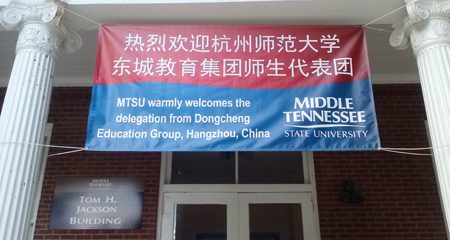 热烈欢迎杭州师范大学
东城教育集团师生代表团
MTSU warmly welcomes the
delegation from Dongcheng
Education Group, Hangzhou, China
MIDDLE
TENNESSEE
STATE UNIVERSITY
MIDDLE
TENNESSEE
TOM H.
JACKSON
BUILDING